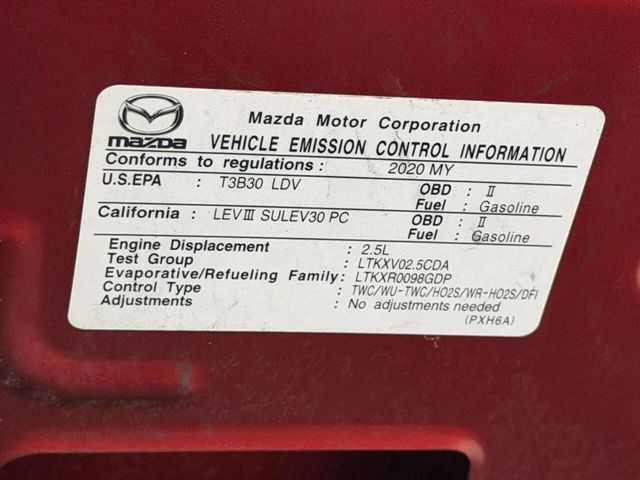 Mazda Motor Corporation
mazda VEHICLE EMISSION CONTROL INFORMATION
Conforms to regulations : 2020 MY
U.S.EPA : T3B30 LDV OBD : II
Fuel : Gasoline
California : LEVIII SULEV30 PC OBD : II
Fuel : Gasoline
Engine Displacement : 2.5L
Test Group : LTKXV02.5CDA
Evaporative/Refueling Family: LTKXR0098GDP
Control Type : TWC/WU-TWC/HO2S/WR-HO2S/DFI
Adjustments : No adjustments needed
(PXH6A)